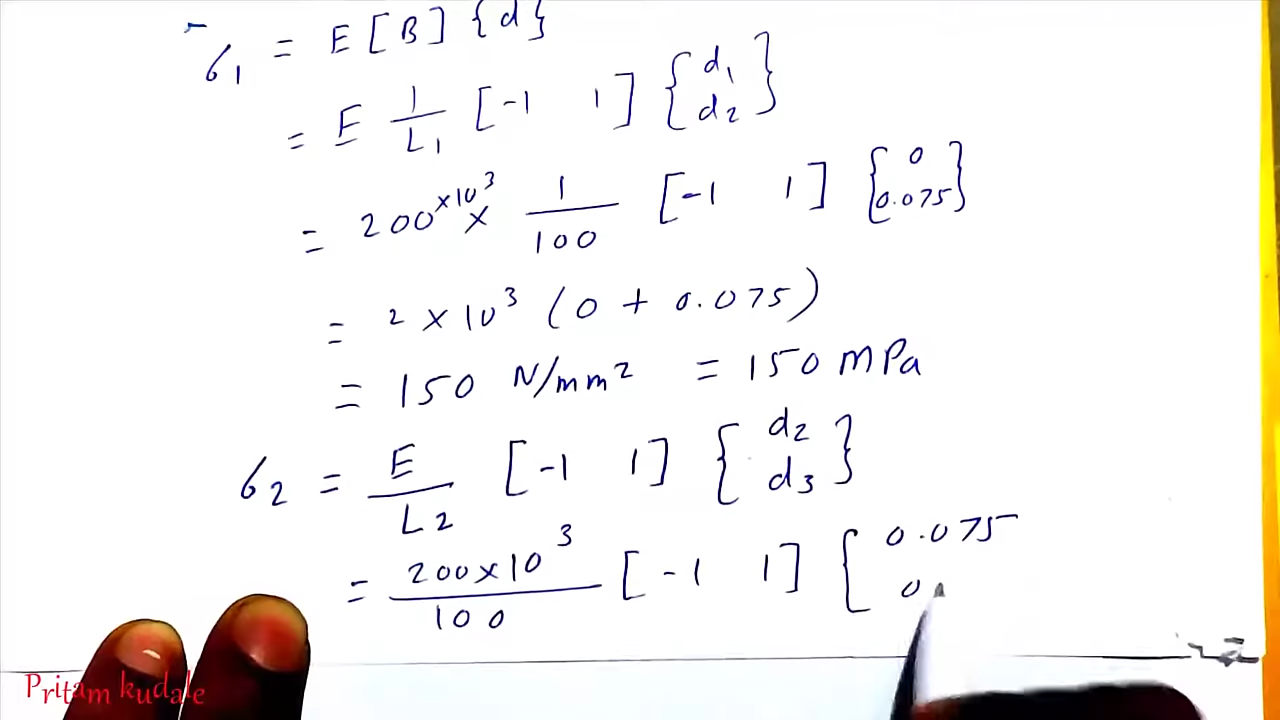 σ1 = E [B] {d}
= E 1/L1 [-1 1] {d1 d2}
= 200×10³ × 1/100 [-1 1] {0 0.075}
= 2 × 10³ (0 + 0.075)
= 150 N/mm² = 150 mPa
σ2 = E/L2 [-1 1] {d2 d3}
= 200×10³/100 [-1 1] [0.075 0.
Pritam kudale